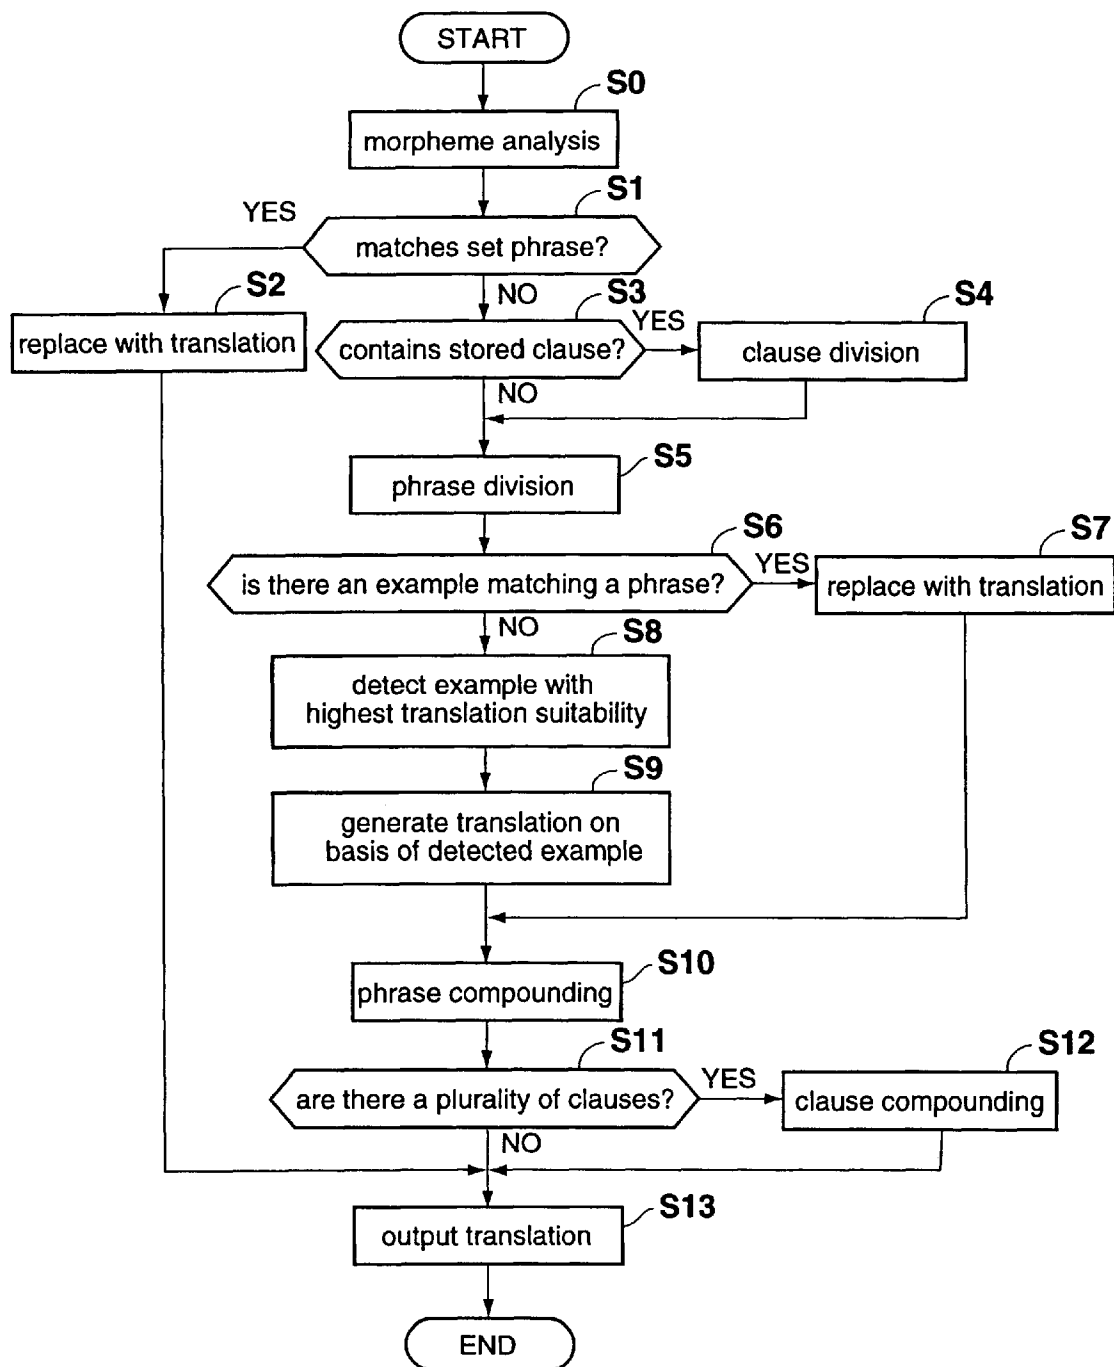 START
S0
morpheme analysis
S1
YES
matches set phrase?
NO
S2
replace with translation
S3
contains stored clause?
YES
NO
S4
clause division
S5
phrase division
S6
is there an example matching a phrase?
YES
NO
S7
replace with translation
S8
detect example with
highest translation suitability
S9
generate translation on
basis of detected example
S10
phrase compounding
S11
are there a plurality of clauses?
YES
NO
S12
clause compounding
S13
output translation
END